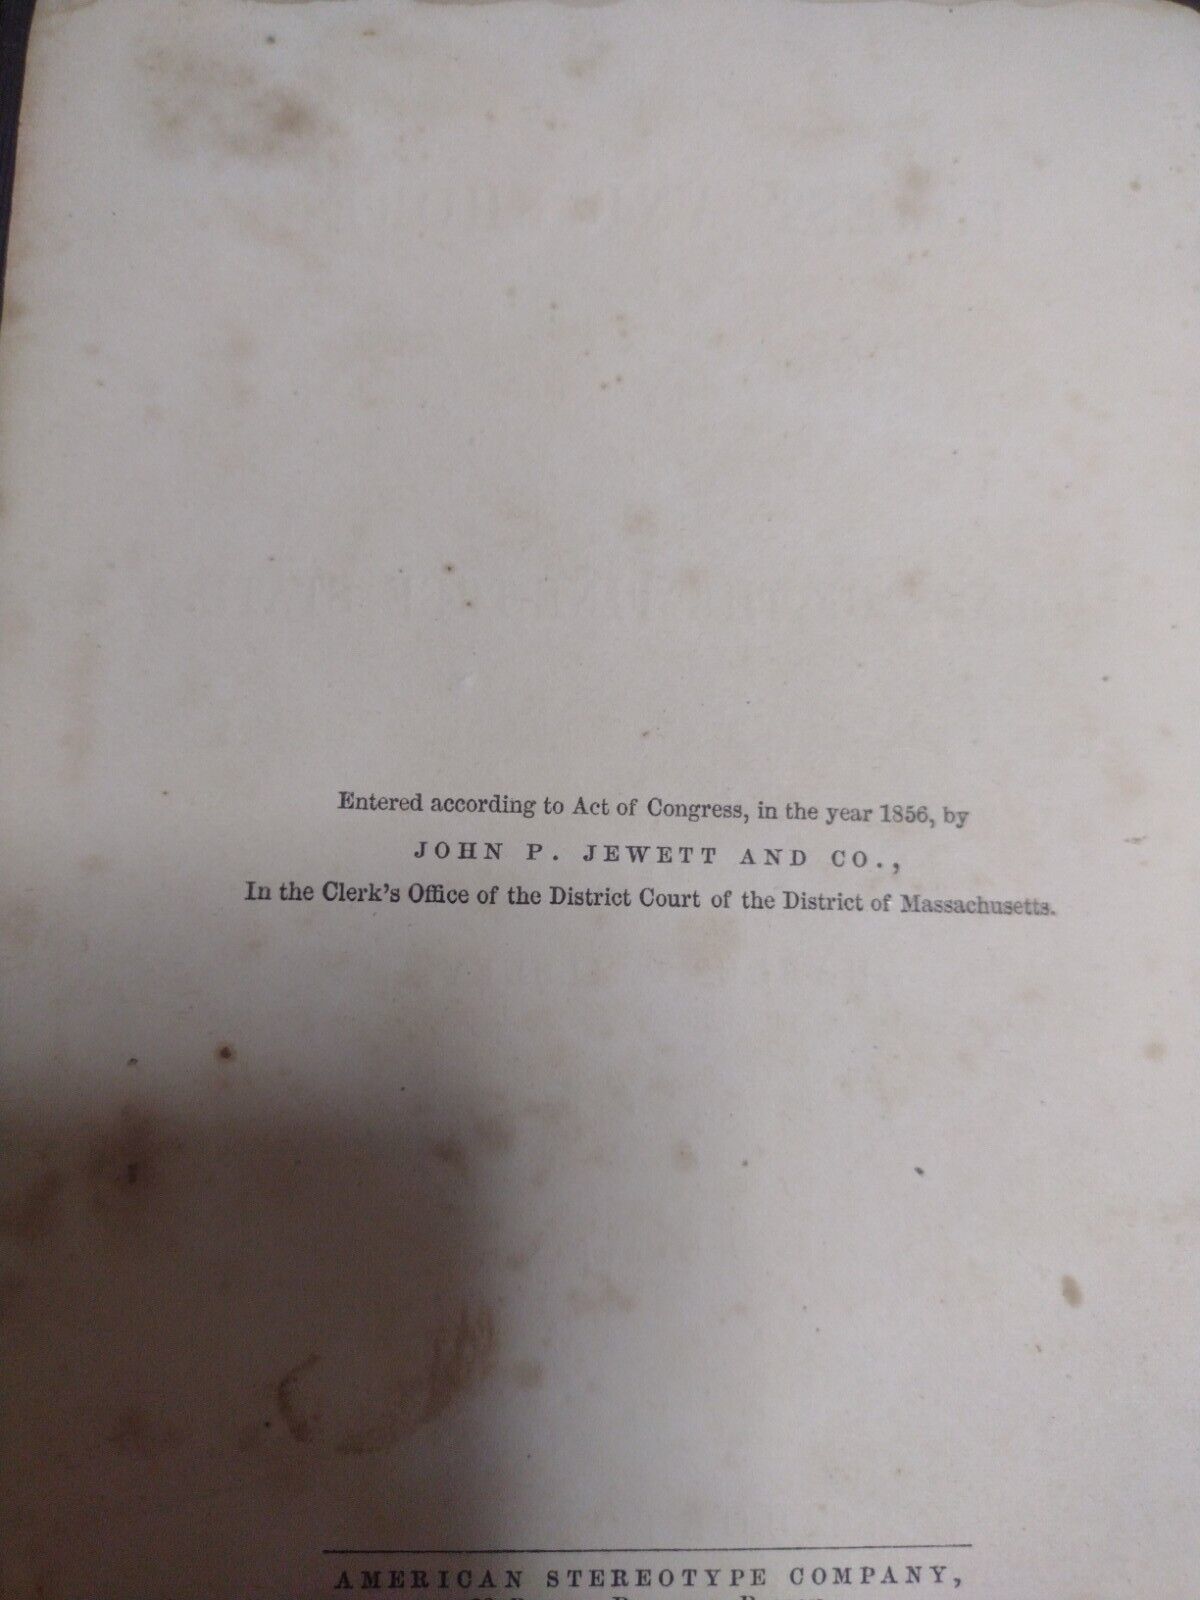 Entered according to Act of Congress, in the year 1856, by
JOHN P. JEWETT AND CO.,
In the Clerk's Office of the District Court of the District of Massachusetts.
AMERICAN STEREOTYPE COMPANY,